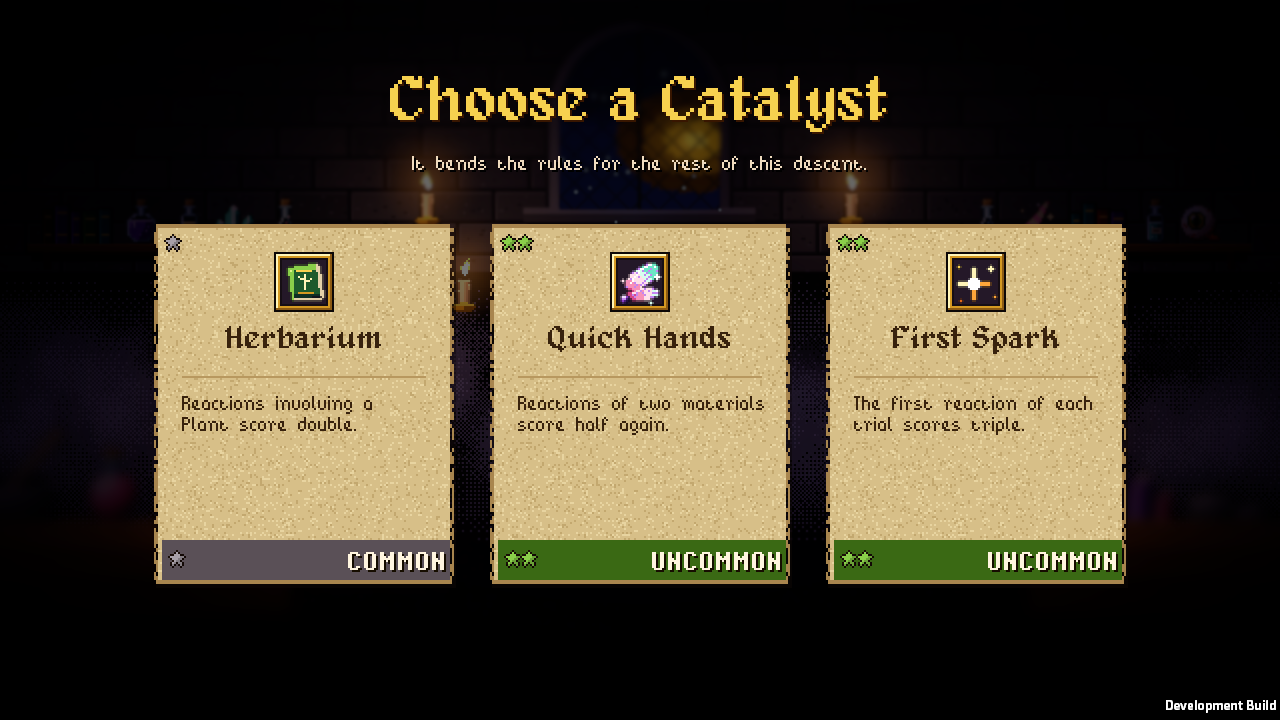 Choose a Catalyst
It bends the rules for the rest of this descent.
Herbarium
Reactions involving a
Plant score double.
COMMON
Quick Hands
Reactions of two materials
score half again.
UNCOMMON
First Spark
The first reaction of each
trial scores triple.
UNCOMMON
Development Build